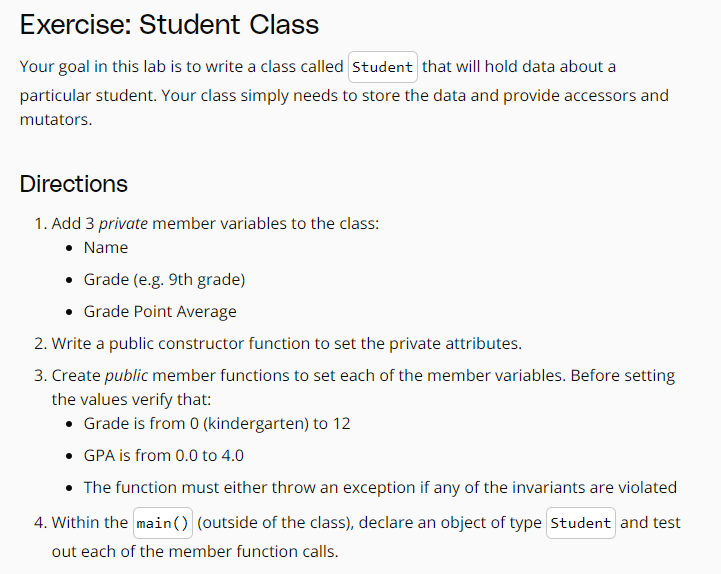 Exercise: Student Class
Your goal in this lab is to write a class called Student that will hold data about a
particular student. Your class simply needs to store the data and provide accessors and
mutators.
Directions
1. Add 3 private member variables to the class:
• Name
• Grade (e.g. 9th grade)
• Grade Point Average
2. Write a public constructor function to set the private attributes.
3. Create public member functions to set each of the member variables. Before setting
the values verify that:
• Grade is from 0 (kindergarten) to 12
• GPA is from 0.0 to 4.0
• The function must either throw an exception if any of the invariants are violated
4. Within the main() (outside of the class), declare an object of type Student and test
out each of the member function calls.